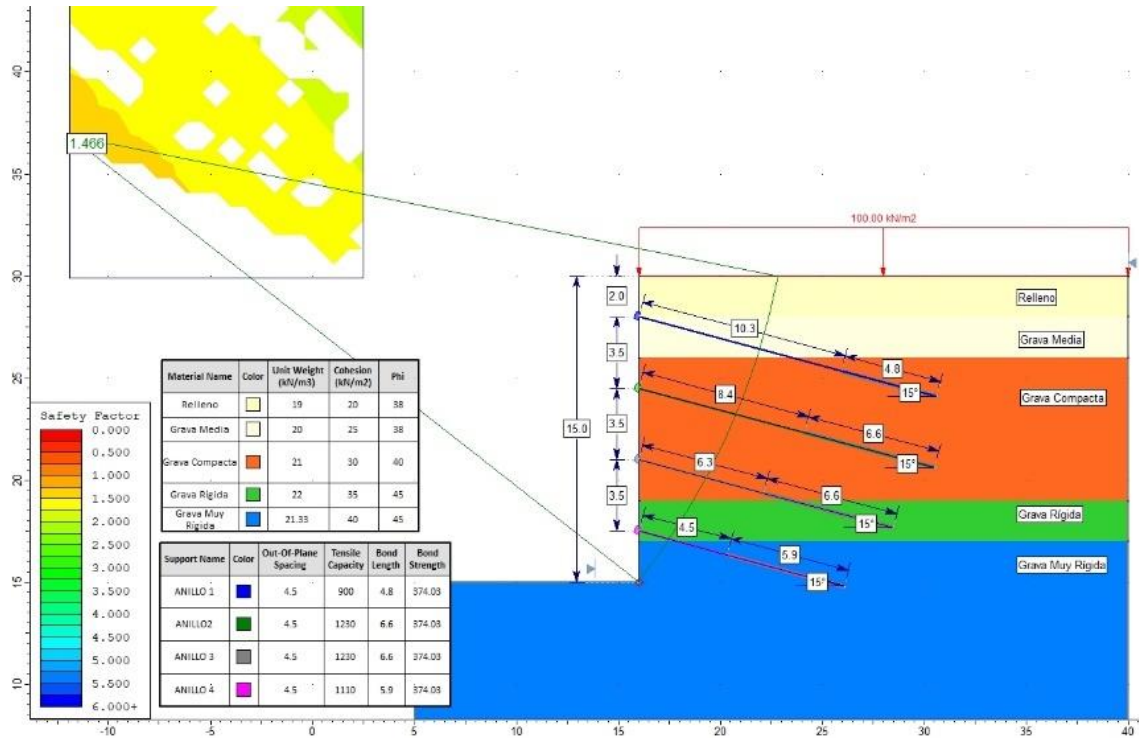 40
35
30
25
20
15
10
-10
-5
0
5
10
15
20
25
30
35
40
1.466
100.00 kN/m2
2.0
3.5
3.5
3.5
15.0
10.3
4.8
15°
8.4
6.6
15°
6.3
6.6
15°
4.5
5.9
15°
Relleno
Grava Media
Grava Compacta
Grava Rígida
Grava Muy Rígida
Safety Factor
0.000
0.500
1.000
1.500
2.000
2.500
3.000
3.500
4.000
4.500
5.000
5.500
6.000+
Material Name Color Unit Weight (kN/m3) Cohesion (kN/m2) Phi
Relleno 19 20 38
Grava Media 20 25 38
Grava Compacta 21 30 40
Grava Rígida 22 35 45
Grava Muy Rígida 21.33 40 45
Support Name Color Out-Of-Plane Spacing Tensile Capacity Bond Length Bond Strength
ANILLO 1 4.5 900 4.8 374.03
ANILLO2 4.5 1230 6.6 374.03
ANILLO 3 4.5 1230 6.6 374.03
ANILLO 4 4.5 1110 5.9 374.03